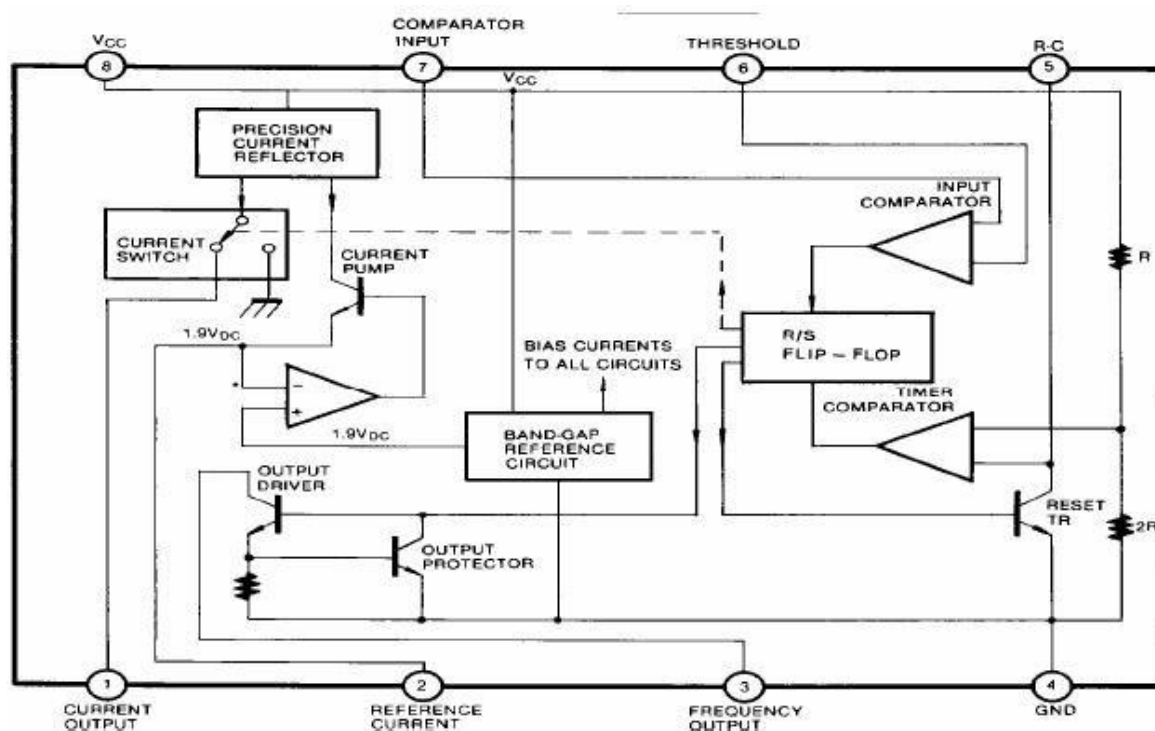 VCC
COMPARATOR
INPUT
THRESHOLD
R-C
8
7
6
5
VCC
PRECISION
CURRENT
REFLECTOR
INPUT
COMPARATOR
CURRENT
SWITCH
CURRENT
PUMP
R
1.9VDC
BIAS CURRENTS
TO ALL CIRCUITS
R/S
FLIP – FLOP
TIMER
COMPARATOR
–
+
1.9VDC
BAND-GAP
REFERENCE
CIRCUIT
OUTPUT
DRIVER
RESET
TR
2R
OUTPUT
PROTECTOR
1
2
3
4
CURRENT
OUTPUT
REFERENCE
CURRENT
FREQUENCY
OUTPUT
GND